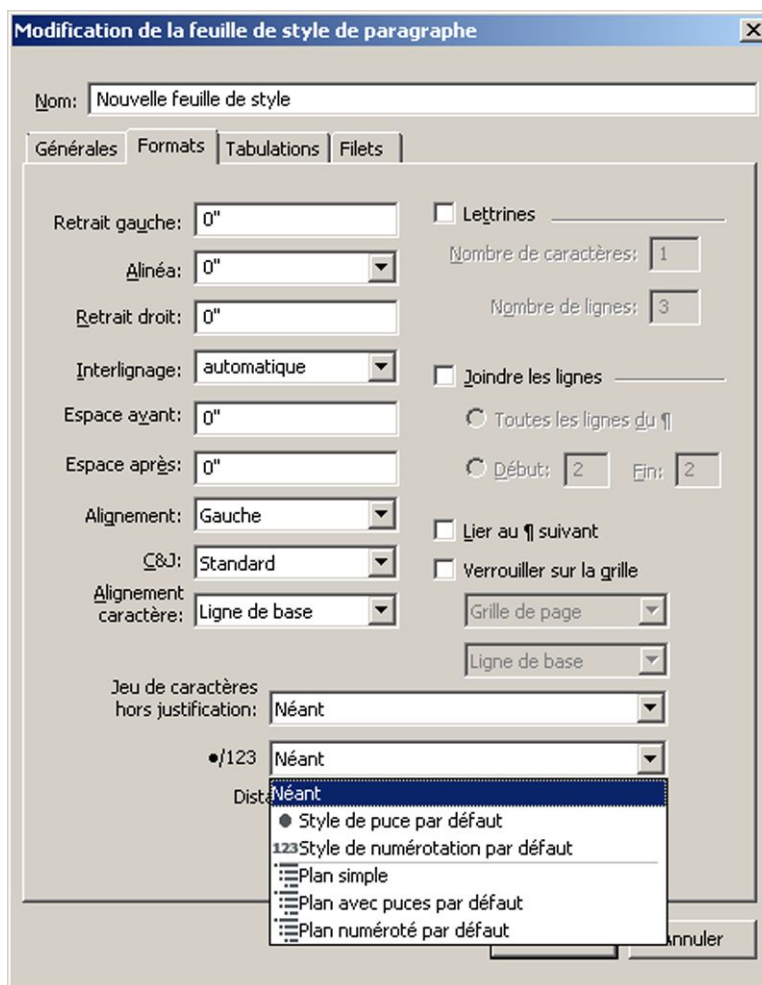 Modification de la feuille de style de paragraphe
Nom: Nouvelle feuille de style
Générales Formats Tabulations Filets
Retrait gauche: 0"
Alinéa: 0"
Retrait droit: 0"
Interlignage: automatique
Espace avant: 0"
Espace après: 0"
Alignement: Gauche
C&J: Standard
Alignement
caractère: Ligne de base
Lettrines
Nombre de caractères: 1
Nombre de lignes: 3
Joindre les lignes
Toutes les lignes du ¶
Début: 2 Fin: 2
Lier au ¶ suivant
Verrouiller sur la grille
Grille de page
Ligne de base
Jeu de caractères
hors justification: Néant
●/123 Néant
Néant
Style de puce par défaut
123 Style de numérotation par défaut
Plan simple
Plan avec puces par défaut
Plan numéroté par défaut